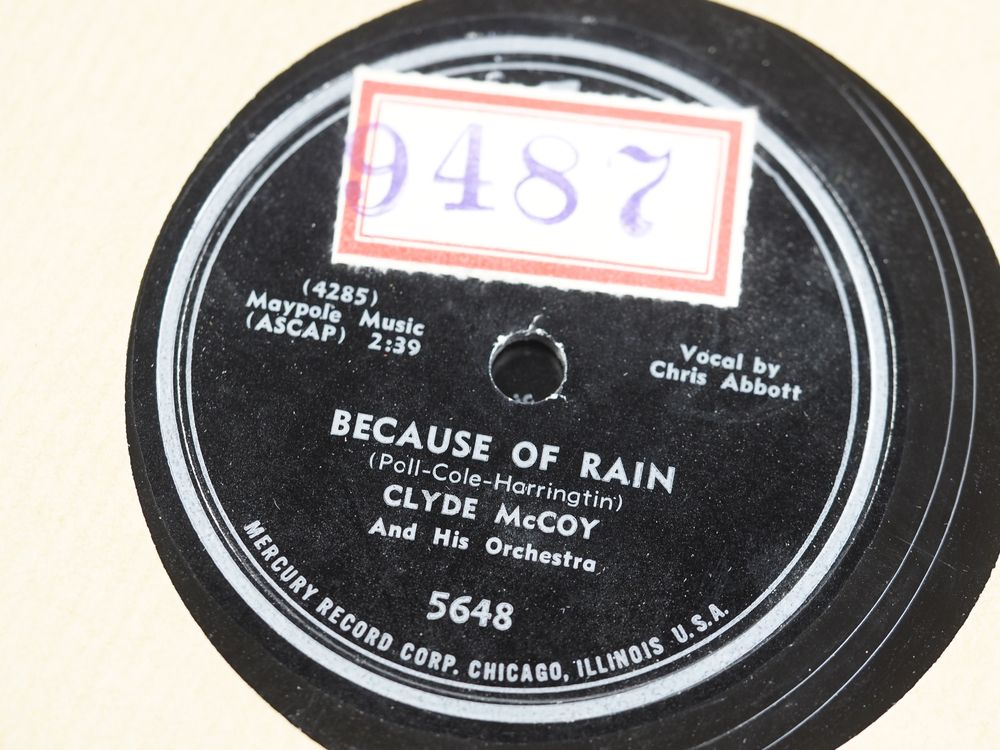 9487
(4285)
Maypole Music
(ASCAP) 2:39
Vocal by
Chris Abbott
BECAUSE OF RAIN
(Poll-Cole-Harringtin)
CLYDE McCOY
And His Orchestra
5648
MERCURY RECORD CORP. CHICAGO, ILLINOIS U.S.A.